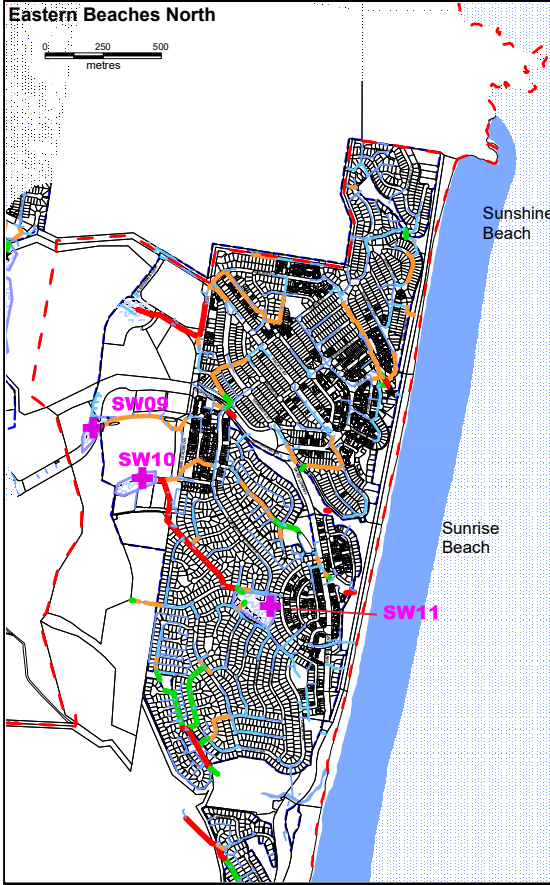 Eastern Beaches North
0 250 500
metres
Sunshine
Beach
SW09
SW10
Sunrise
Beach
SW11